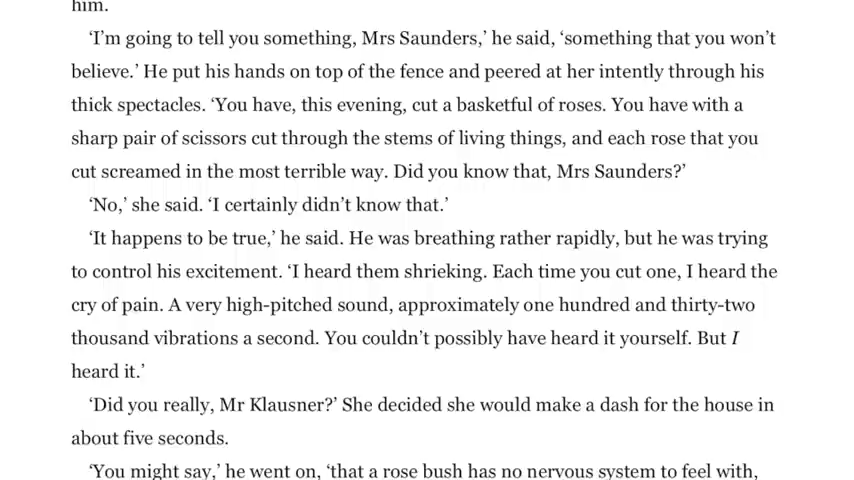 him.
‘I’m going to tell you something, Mrs Saunders,’ he said, ‘something that you won’t
believe.’ He put his hands on top of the fence and peered at her intently through his
thick spectacles. ‘You have, this evening, cut a basketful of roses. You have with a
sharp pair of scissors cut through the stems of living things, and each rose that you
cut screamed in the most terrible way. Did you know that, Mrs Saunders?’
‘No,’ she said. ‘I certainly didn’t know that.’
‘It happens to be true,’ he said. He was breathing rather rapidly, but he was trying
to control his excitement. ‘I heard them shrieking. Each time you cut one, I heard the
cry of pain. A very high-pitched sound, approximately one hundred and thirty-two
thousand vibrations a second. You couldn’t possibly have heard it yourself. But I
heard it.’
‘Did you really, Mr Klausner?’ She decided she would make a dash for the house in
about five seconds.
‘You might say,’ he went on, ‘that a rose bush has no nervous system to feel with,